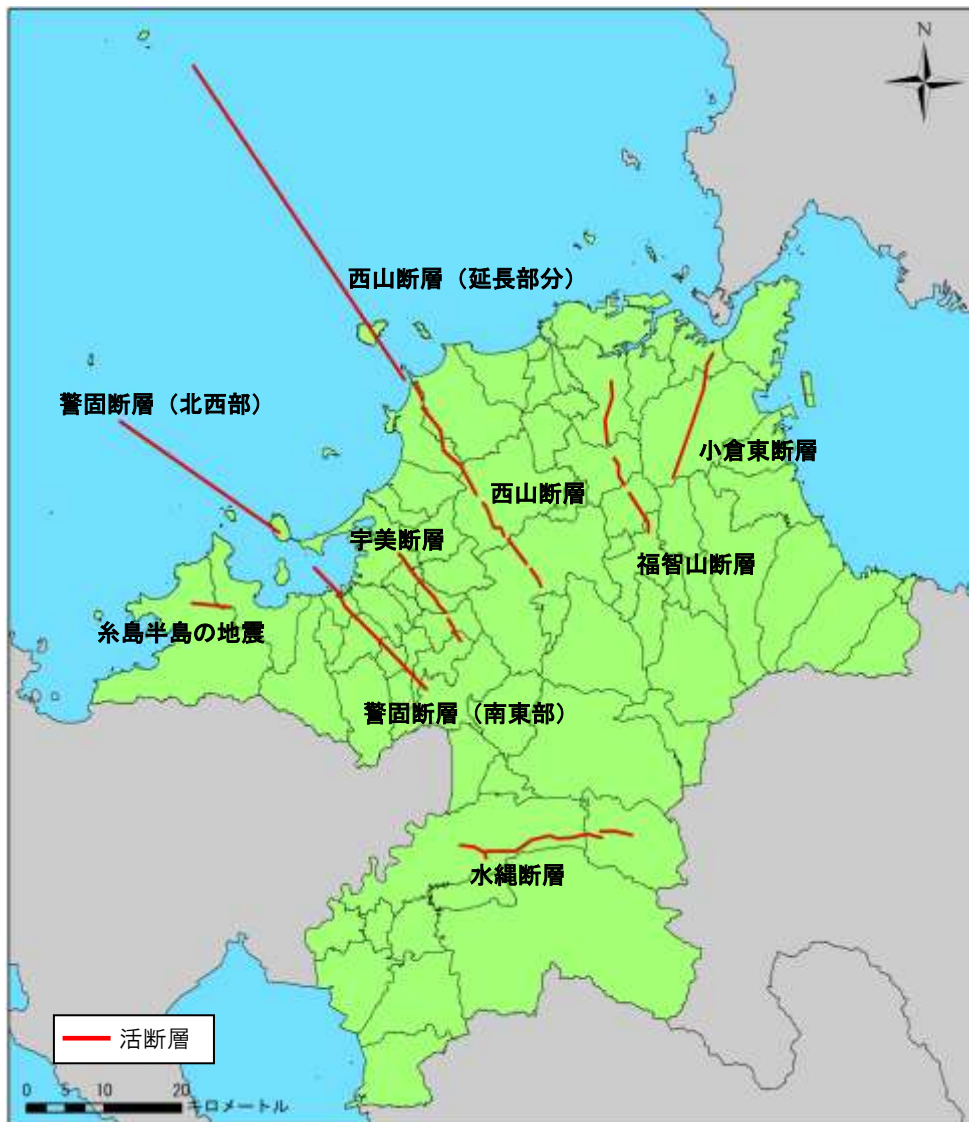 N
西山断層（延長部分）
警固断層（北西部）
小倉東断層
西山断層
宇美断層
福智山断層
糸島半島の地震
警固断層（南東部）
水縄断層
活断層
0 5 10 20
キロメートル